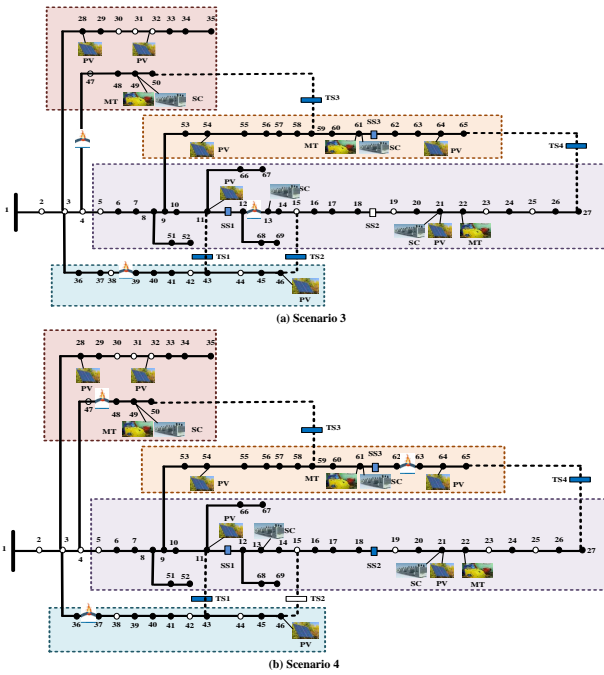 28 29 30 31 32 33 34 35
PV PV
47 48 49 50
MT SC
TS3
SS3
53 54 55 56 57 58 59 60 61 62 63 64 65
PV MT SC PV
TS4
66 67
PV SC
1 2 3 4 5 6 7 8 9 10 11 12 13 14 15 16 17 18 19 20 21 22 23 24 25 26 27
SS1 SS2
SC PV MT
51 52 68 69
TS1 TS2
36 37 38 39 40 41 42 43 44 45 46
PV
(a) Scenario 3
28 29 30 31 32 33 34 35
PV PV
47 48 49 50
MT SC
TS3
SS3
53 54 55 56 57 58 59 60 61 62 63 64 65
PV MT SC PV
TS4
66 67
PV SC
1 2 3 4 5 6 7 8 9 10 11 12 13 14 15 16 17 18 19 20 21 22 23 24 25 26 27
SS1 SS2
SC PV MT
51 52 68 69
TS1 TS2
36 37 38 39 40 41 42 43 44 45 46
PV
(b) Scenario 4